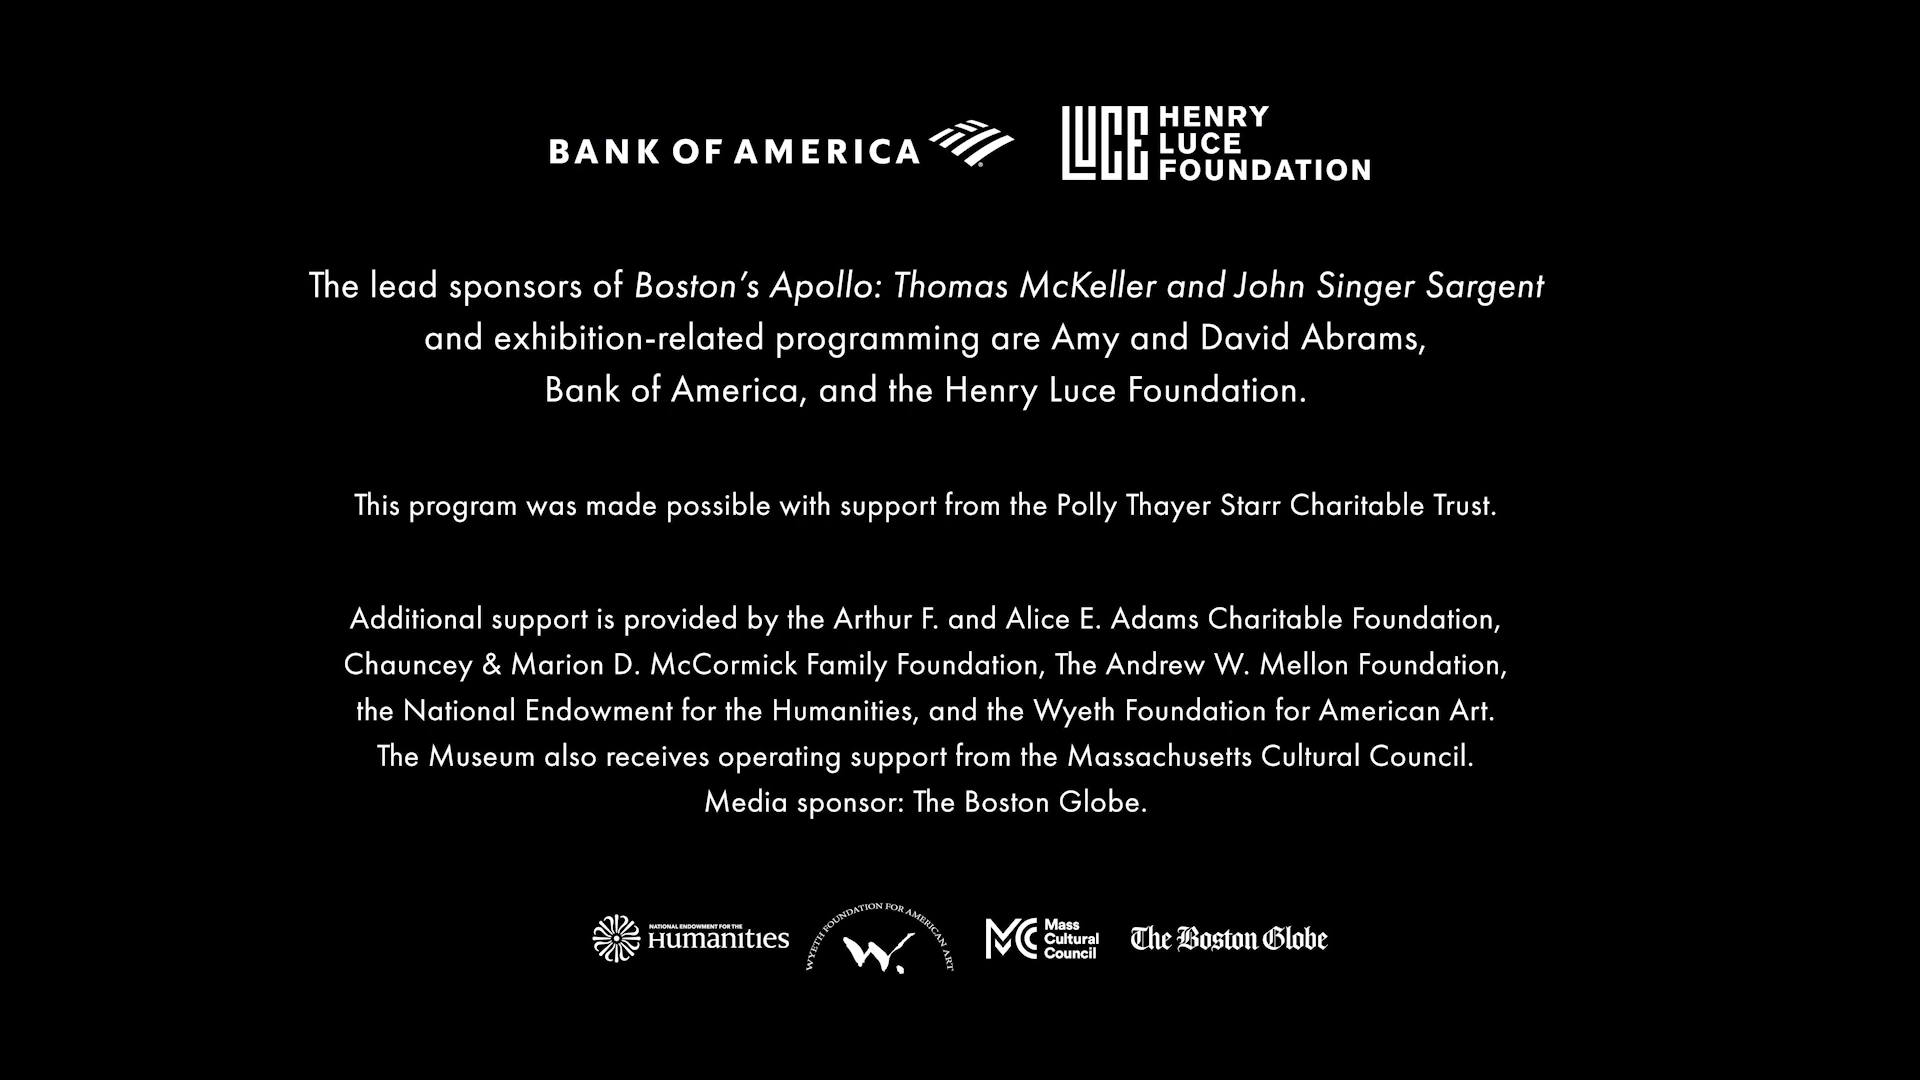 BANK OF AMERICA
LUCE
HENRY
LUCE
FOUNDATION
The lead sponsors of Boston's Apollo: Thomas McKeller and John Singer Sargent
and exhibition-related programming are Amy and David Abrams,
Bank of America, and the Henry Luce Foundation.
This program was made possible with support from the Polly Thayer Starr Charitable Trust.
Additional support is provided by the Arthur F. and Alice E. Adams Charitable Foundation,
Chauncey & Marion D. McCormick Family Foundation, The Andrew W. Mellon Foundation,
the National Endowment for the Humanities, and the Wyeth Foundation for American Art.
The Museum also receives operating support from the Massachusetts Cultural Council.
Media sponsor: The Boston Globe.
NATIONAL ENDOWMENT FOR THE
Humanities
WYETH FOUNDATION FOR AMERICAN ART
W.
MCC
Mass
Cultural
Council
The Boston Globe